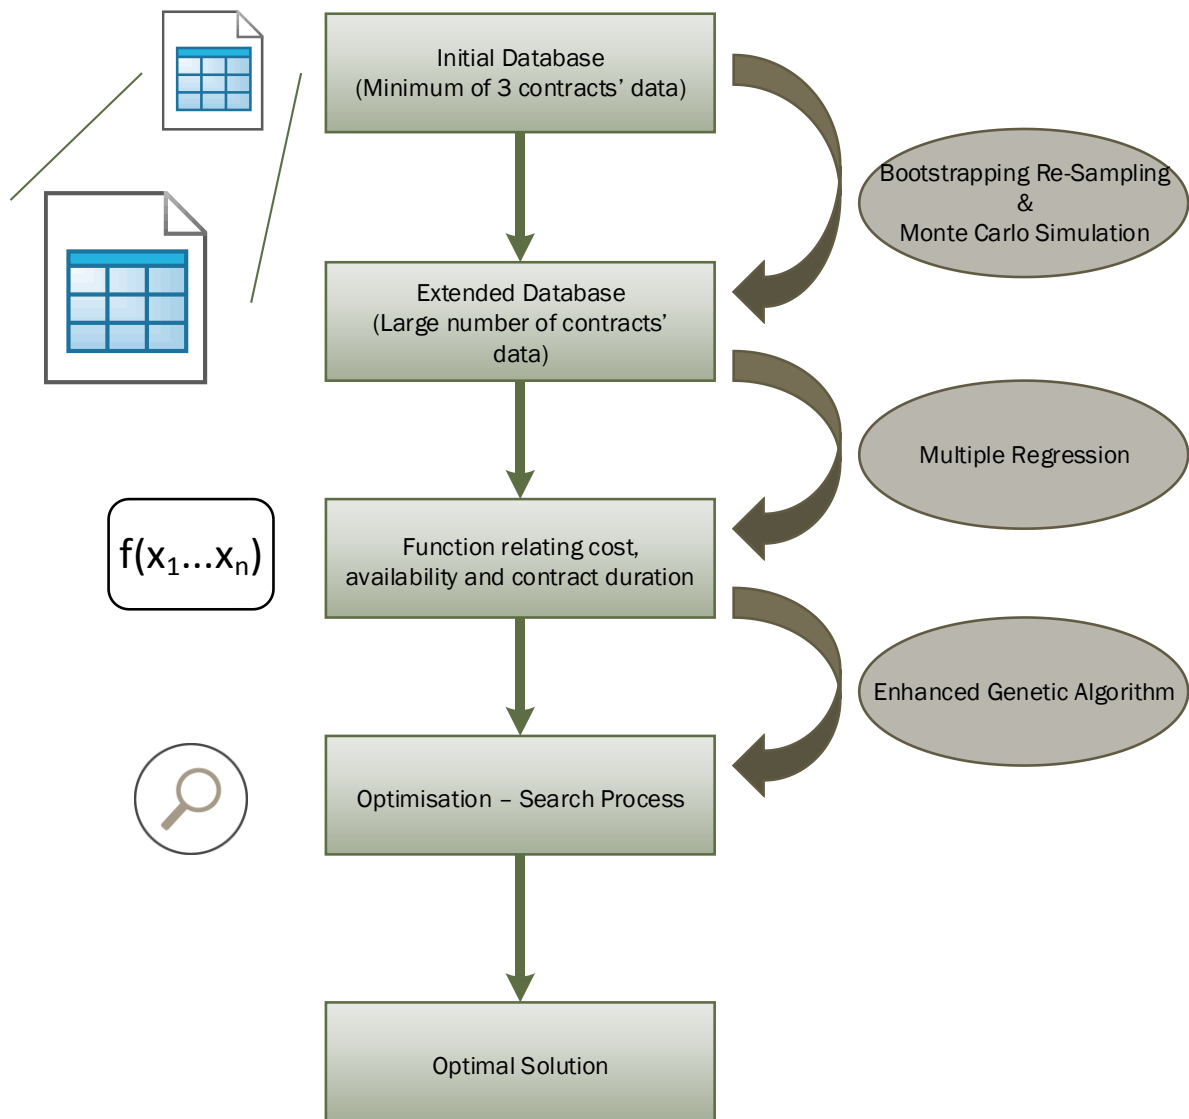 Initial Database
(Minimum of 3 contracts’ data)
Bootstrapping Re-Sampling
&
Monte Carlo Simulation
Extended Database
(Large number of contracts’
data)
Multiple Regression
f(x₁...xₙ)
Function relating cost,
availability and contract duration
Enhanced Genetic Algorithm
Optimisation – Search Process
Optimal Solution